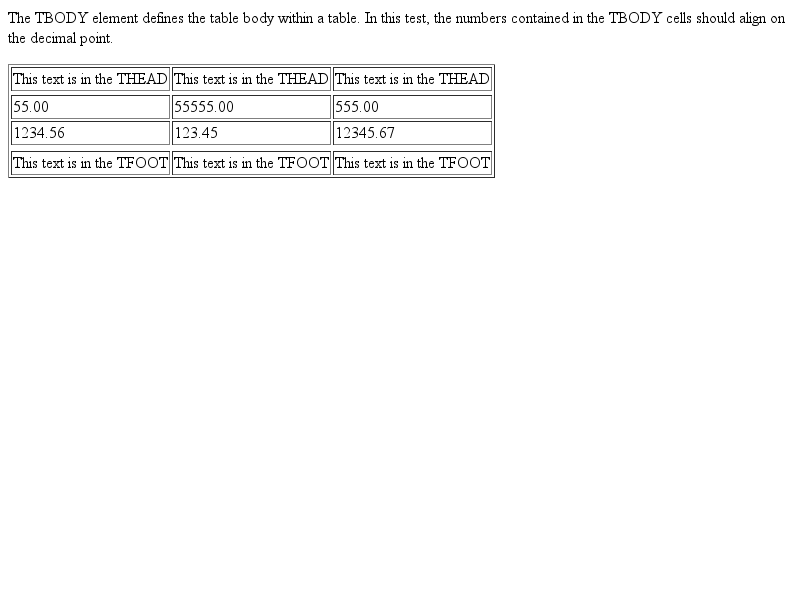 The TBODY element defines the table body within a table. In this test, the numbers contained in the TBODY cells should align on
the decimal point.
This text is in the THEAD This text is in the THEAD This text is in the THEAD
55.00 55555.00 555.00
1234.56 123.45 12345.67
This text is in the TFOOT This text is in the TFOOT This text is in the TFOOT